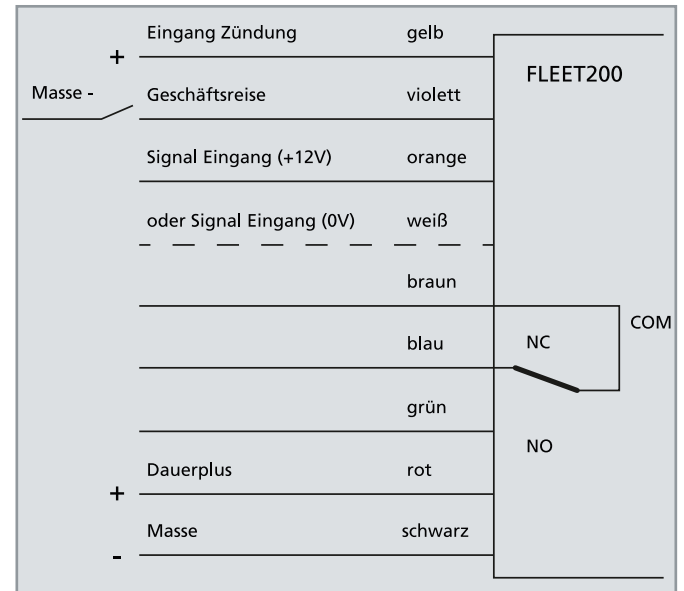 Eingang Zündung gelb
+
FLEET200
Masse - Geschäftsreise violett
Signal Eingang (+12V) orange
oder Signal Eingang (0V) weiß
braun
COM
blau NC
grün
NO
Dauerplus rot
+
Masse schwarz
-